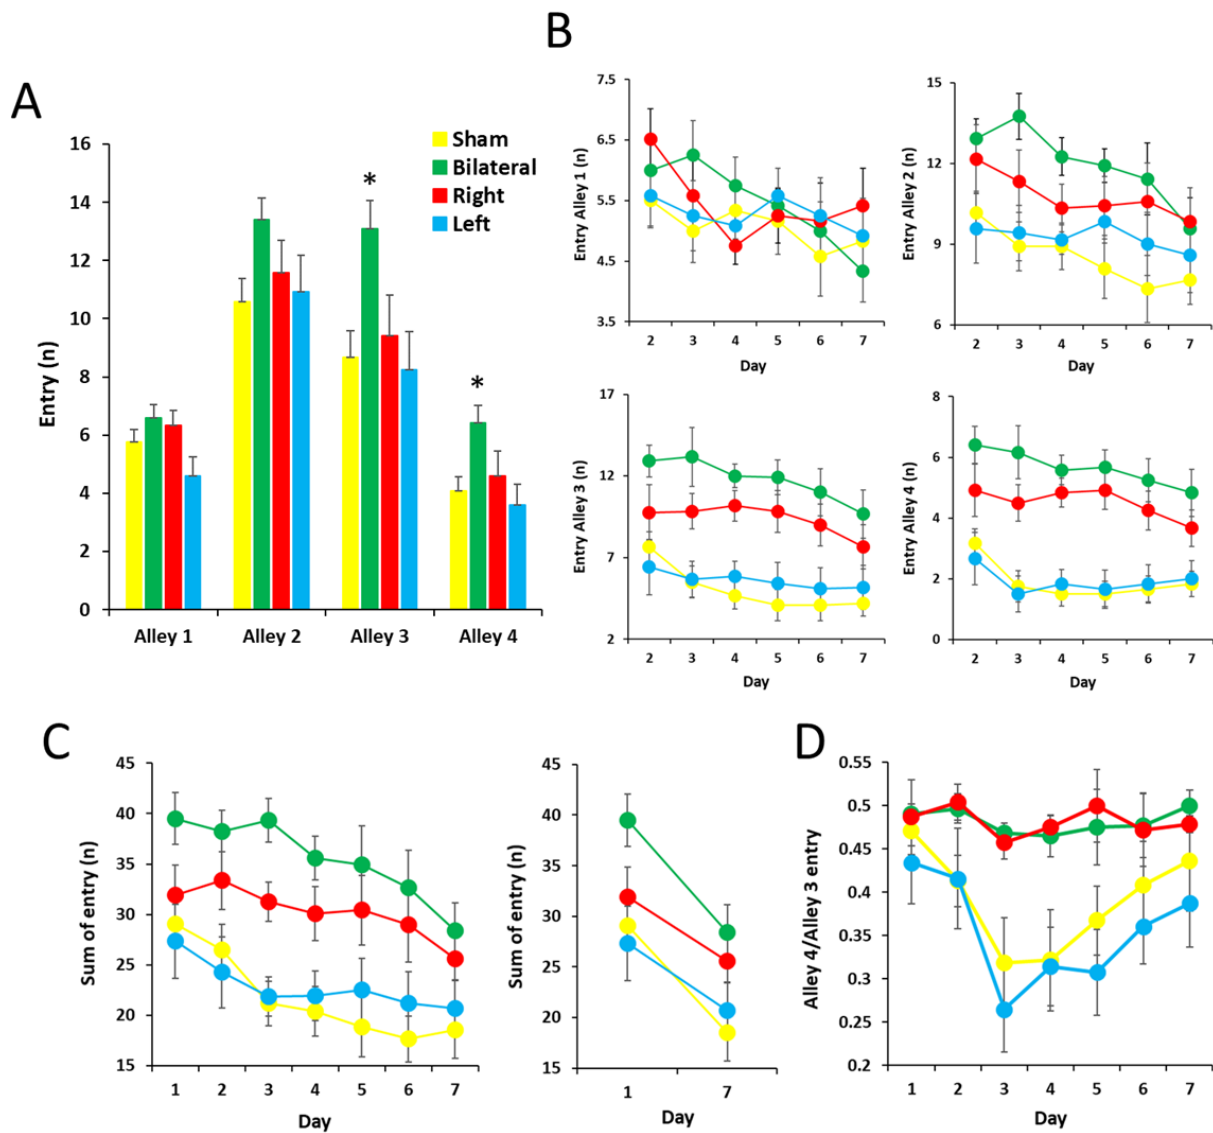 A
Entry (n)
16
14
12
10
8
6
4
2
0
Sham
Bilateral
Right
Left
*
*
Alley 1 Alley 2 Alley 3 Alley 4
B
Entry Alley 1 (n)
7.5
6.5
5.5
4.5
3.5
2 3 4 5 6 7
Day
Entry Alley 2 (n)
15
12
9
6
2 3 4 5 6 7
Day
Entry Alley 3 (n)
17
12
7
2
2 3 4 5 6 7
Day
Entry Alley 4 (n)
8
6
4
2
0
2 3 4 5 6 7
Day
C
Sum of entry (n)
45
40
35
30
25
20
15
1 2 3 4 5 6 7
Day
Sum of entry (n)
45
40
35
30
25
20
15
1 7
Day
D
Alley 4/Alley 3 entry
0.55
0.5
0.45
0.4
0.35
0.3
0.25
0.2
1 2 3 4 5 6 7
Day